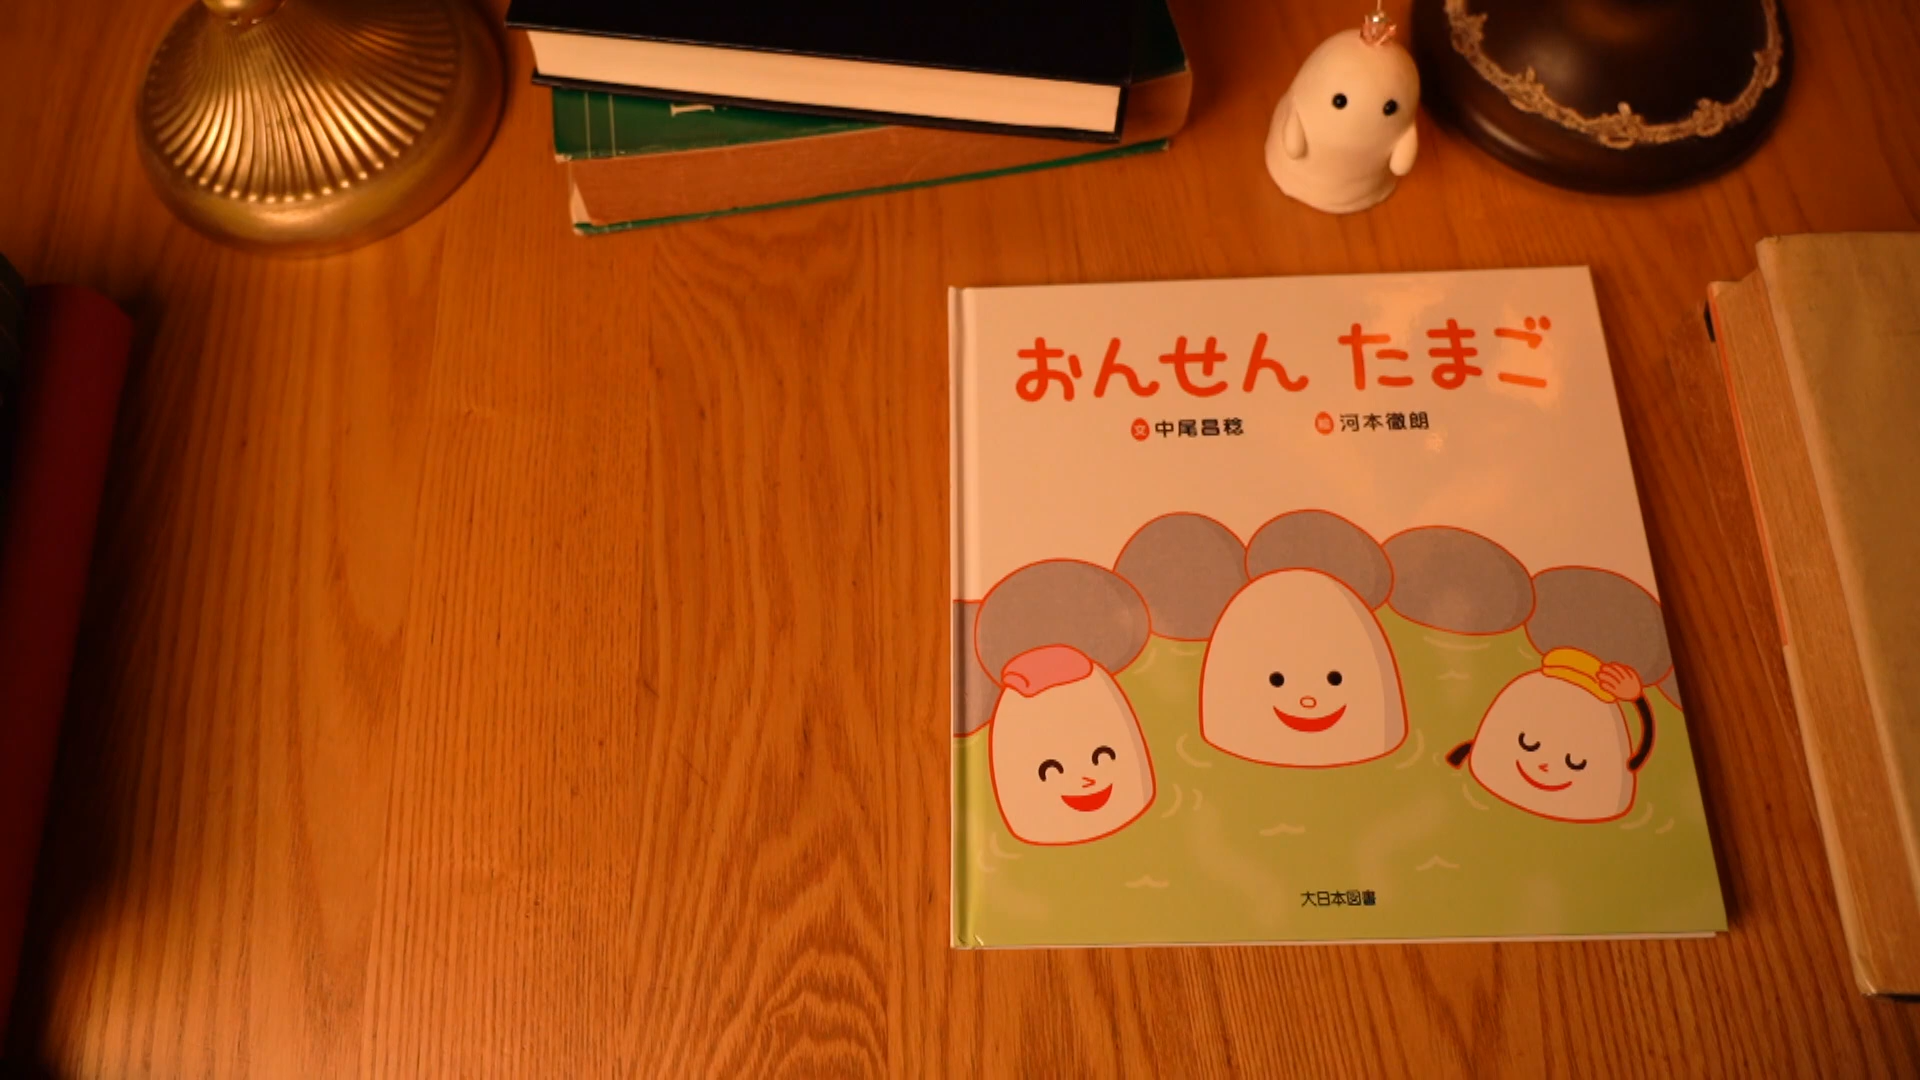 おんせん たまご
文 中尾昌稔 絵 河本徹朗
大日本図書